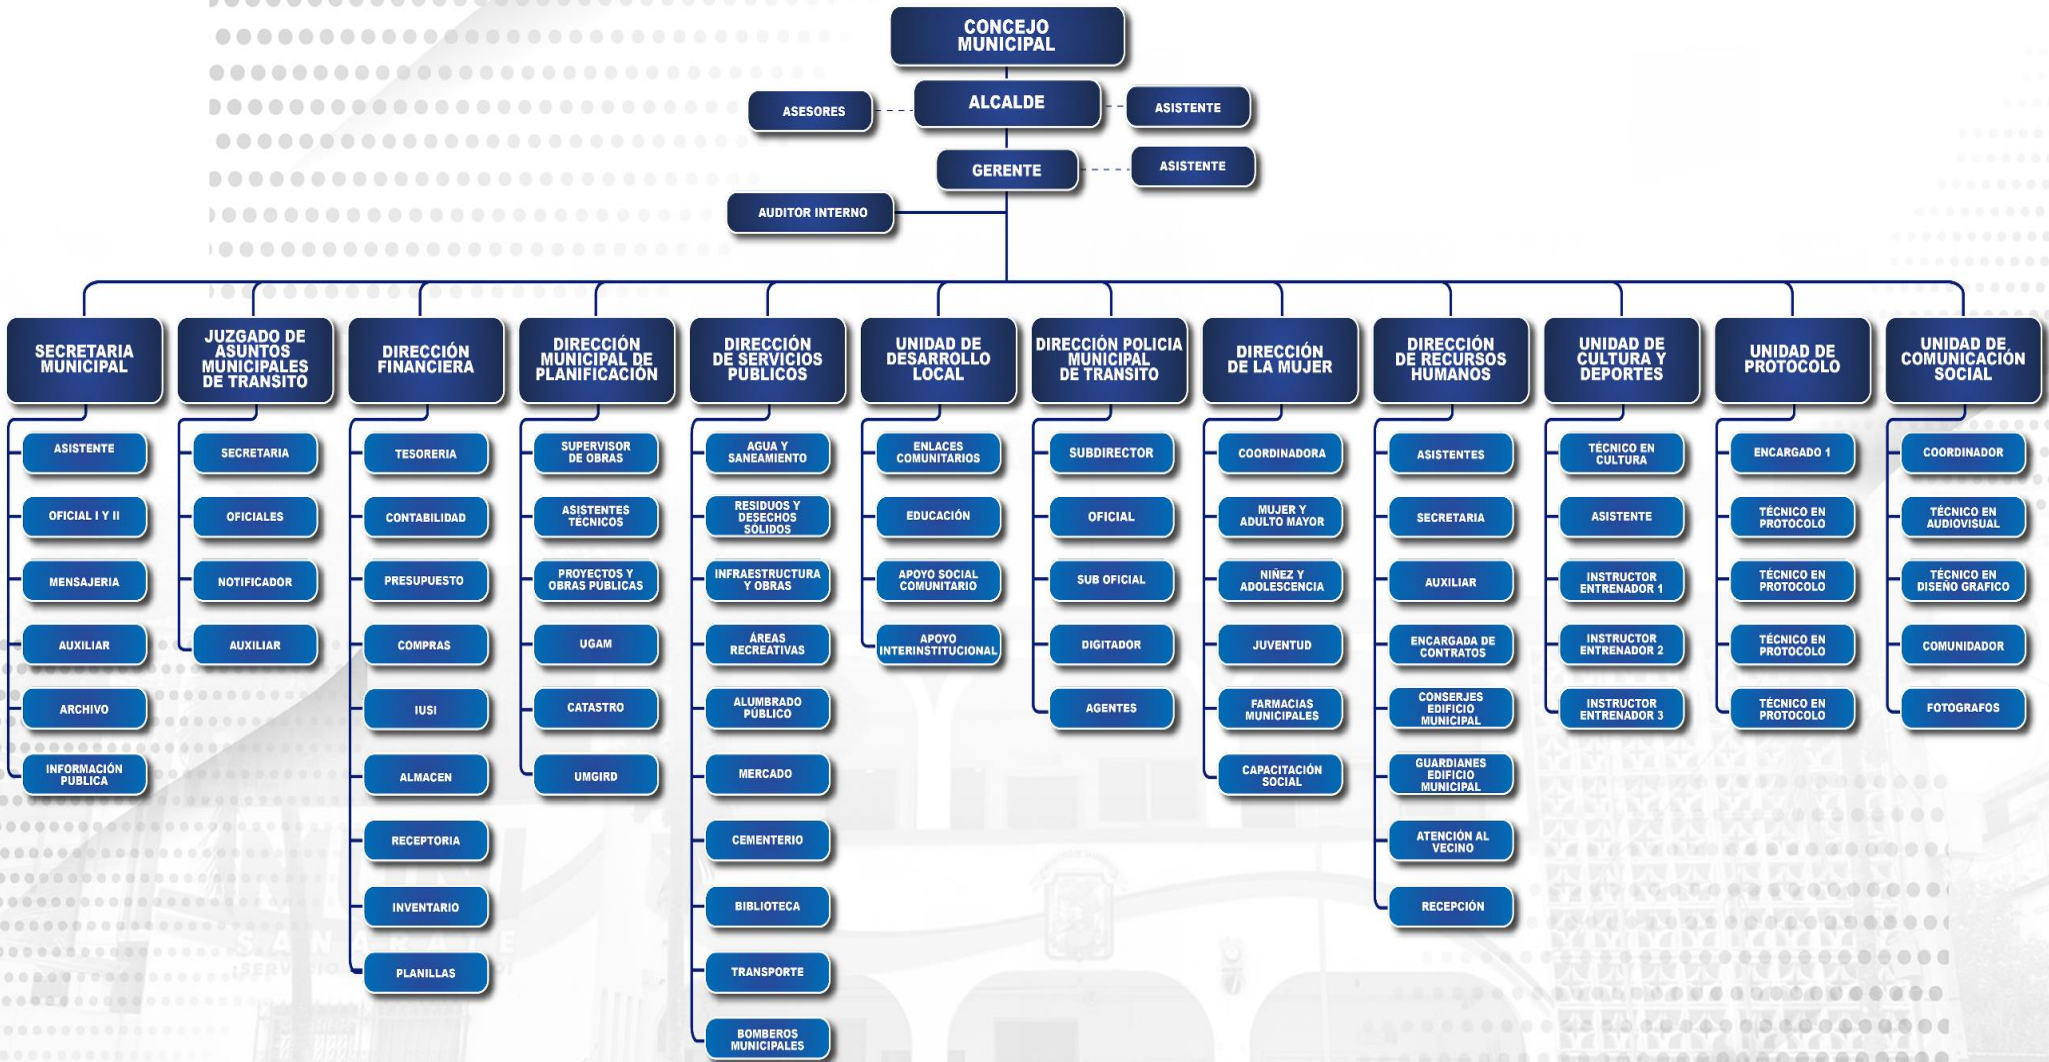 CONCEJO
MUNICIPAL
ASESORES
ALCALDE
ASISTENTE
GERENTE
ASISTENTE
AUDITOR INTERNO
SECRETARIA
MUNICIPAL
ASISTENTE
OFICIAL I Y II
MENSAJERIA
AUXILIAR
ARCHIVO
INFORMACIÓN
PUBLICA
JUZGADO DE
ASUNTOS
MUNICIPALES
DE TRANSITO
SECRETARIA
OFICIALES
NOTIFICADOR
AUXILIAR
DIRECCIÓN
FINANCIERA
TESORERIA
CONTABILIDAD
PRESUPUESTO
COMPRAS
IUSI
ALMACEN
RECEPTORIA
INVENTARIO
PLANILLAS
DIRECCIÓN
MUNICIPAL DE
PLANIFICACIÓN
SUPERVISOR
DE OBRAS
ASISTENTES
TÉCNICOS
PROYECTOS Y
OBRAS PÚBLICAS
UGAM
CATASTRO
UMGIRD
DIRECCIÓN
DE SERVICIOS
PUBLICOS
AGUA Y
SANEAMIENTO
RESIDUOS Y
DESECHOS
SÓLIDOS
INFRAESTRUCTURA
Y OBRAS
ÁREAS
RECREATIVAS
ALUMBRADO
PÚBLICO
MERCADO
CEMENTERIO
BIBLIOTECA
TRANSPORTE
BOMBEROS
MUNICIPALES
UNIDAD DE
DESARROLLO
LOCAL
ENLACES
COMUNITARIOS
EDUCACIÓN
APOYO SOCIAL
COMUNITARIO
APOYO
INTERINSTITUCIONAL
DIRECCIÓN POLICIA
MUNICIPAL
DE TRANSITO
SUBDIRECTOR
OFICIAL
SUB OFICIAL
DIGITADOR
AGENTES
DIRECCIÓN
DE LA MUJER
COORDINADORA
MUJER Y
ADULTO MAYOR
NIÑEZ Y
ADOLESCENCIA
JUVENTUD
FARMACIAS
MUNICIPALES
CAPACITACIÓN
SOCIAL
DIRECCIÓN
DE RECURSOS
HUMANOS
ASISTENTES
SECRETARIA
AUXILIAR
ENCARGADA DE
CONTRATOS
CONSERJES
EDIFICIO
MUNICIPAL
GUARDIANES
EDIFICIO
MUNICIPAL
ATENCIÓN AL
VECINO
RECEPCIÓN
UNIDAD DE
CULTURA Y
DEPORTES
TÉCNICO EN
CULTURA
ASISTENTE
INSTRUCTOR
ENTRENADOR 1
INSTRUCTOR
ENTRENADOR 2
INSTRUCTOR
ENTRENADOR 3
UNIDAD DE
PROTOCOLO
ENCARGADO 1
TÉCNICO EN
PROTOCOLO
TÉCNICO EN
PROTOCOLO
TÉCNICO EN
PROTOCOLO
TÉCNICO EN
PROTOCOLO
UNIDAD DE
COMUNICACIÓN
SOCIAL
COORDINADOR
TÉCNICO EN
AUDIOVISUAL
TÉCNICO EN
DISEÑO GRAFICO
COMUNIDADOR
FOTOGRAFOS
SANARATE